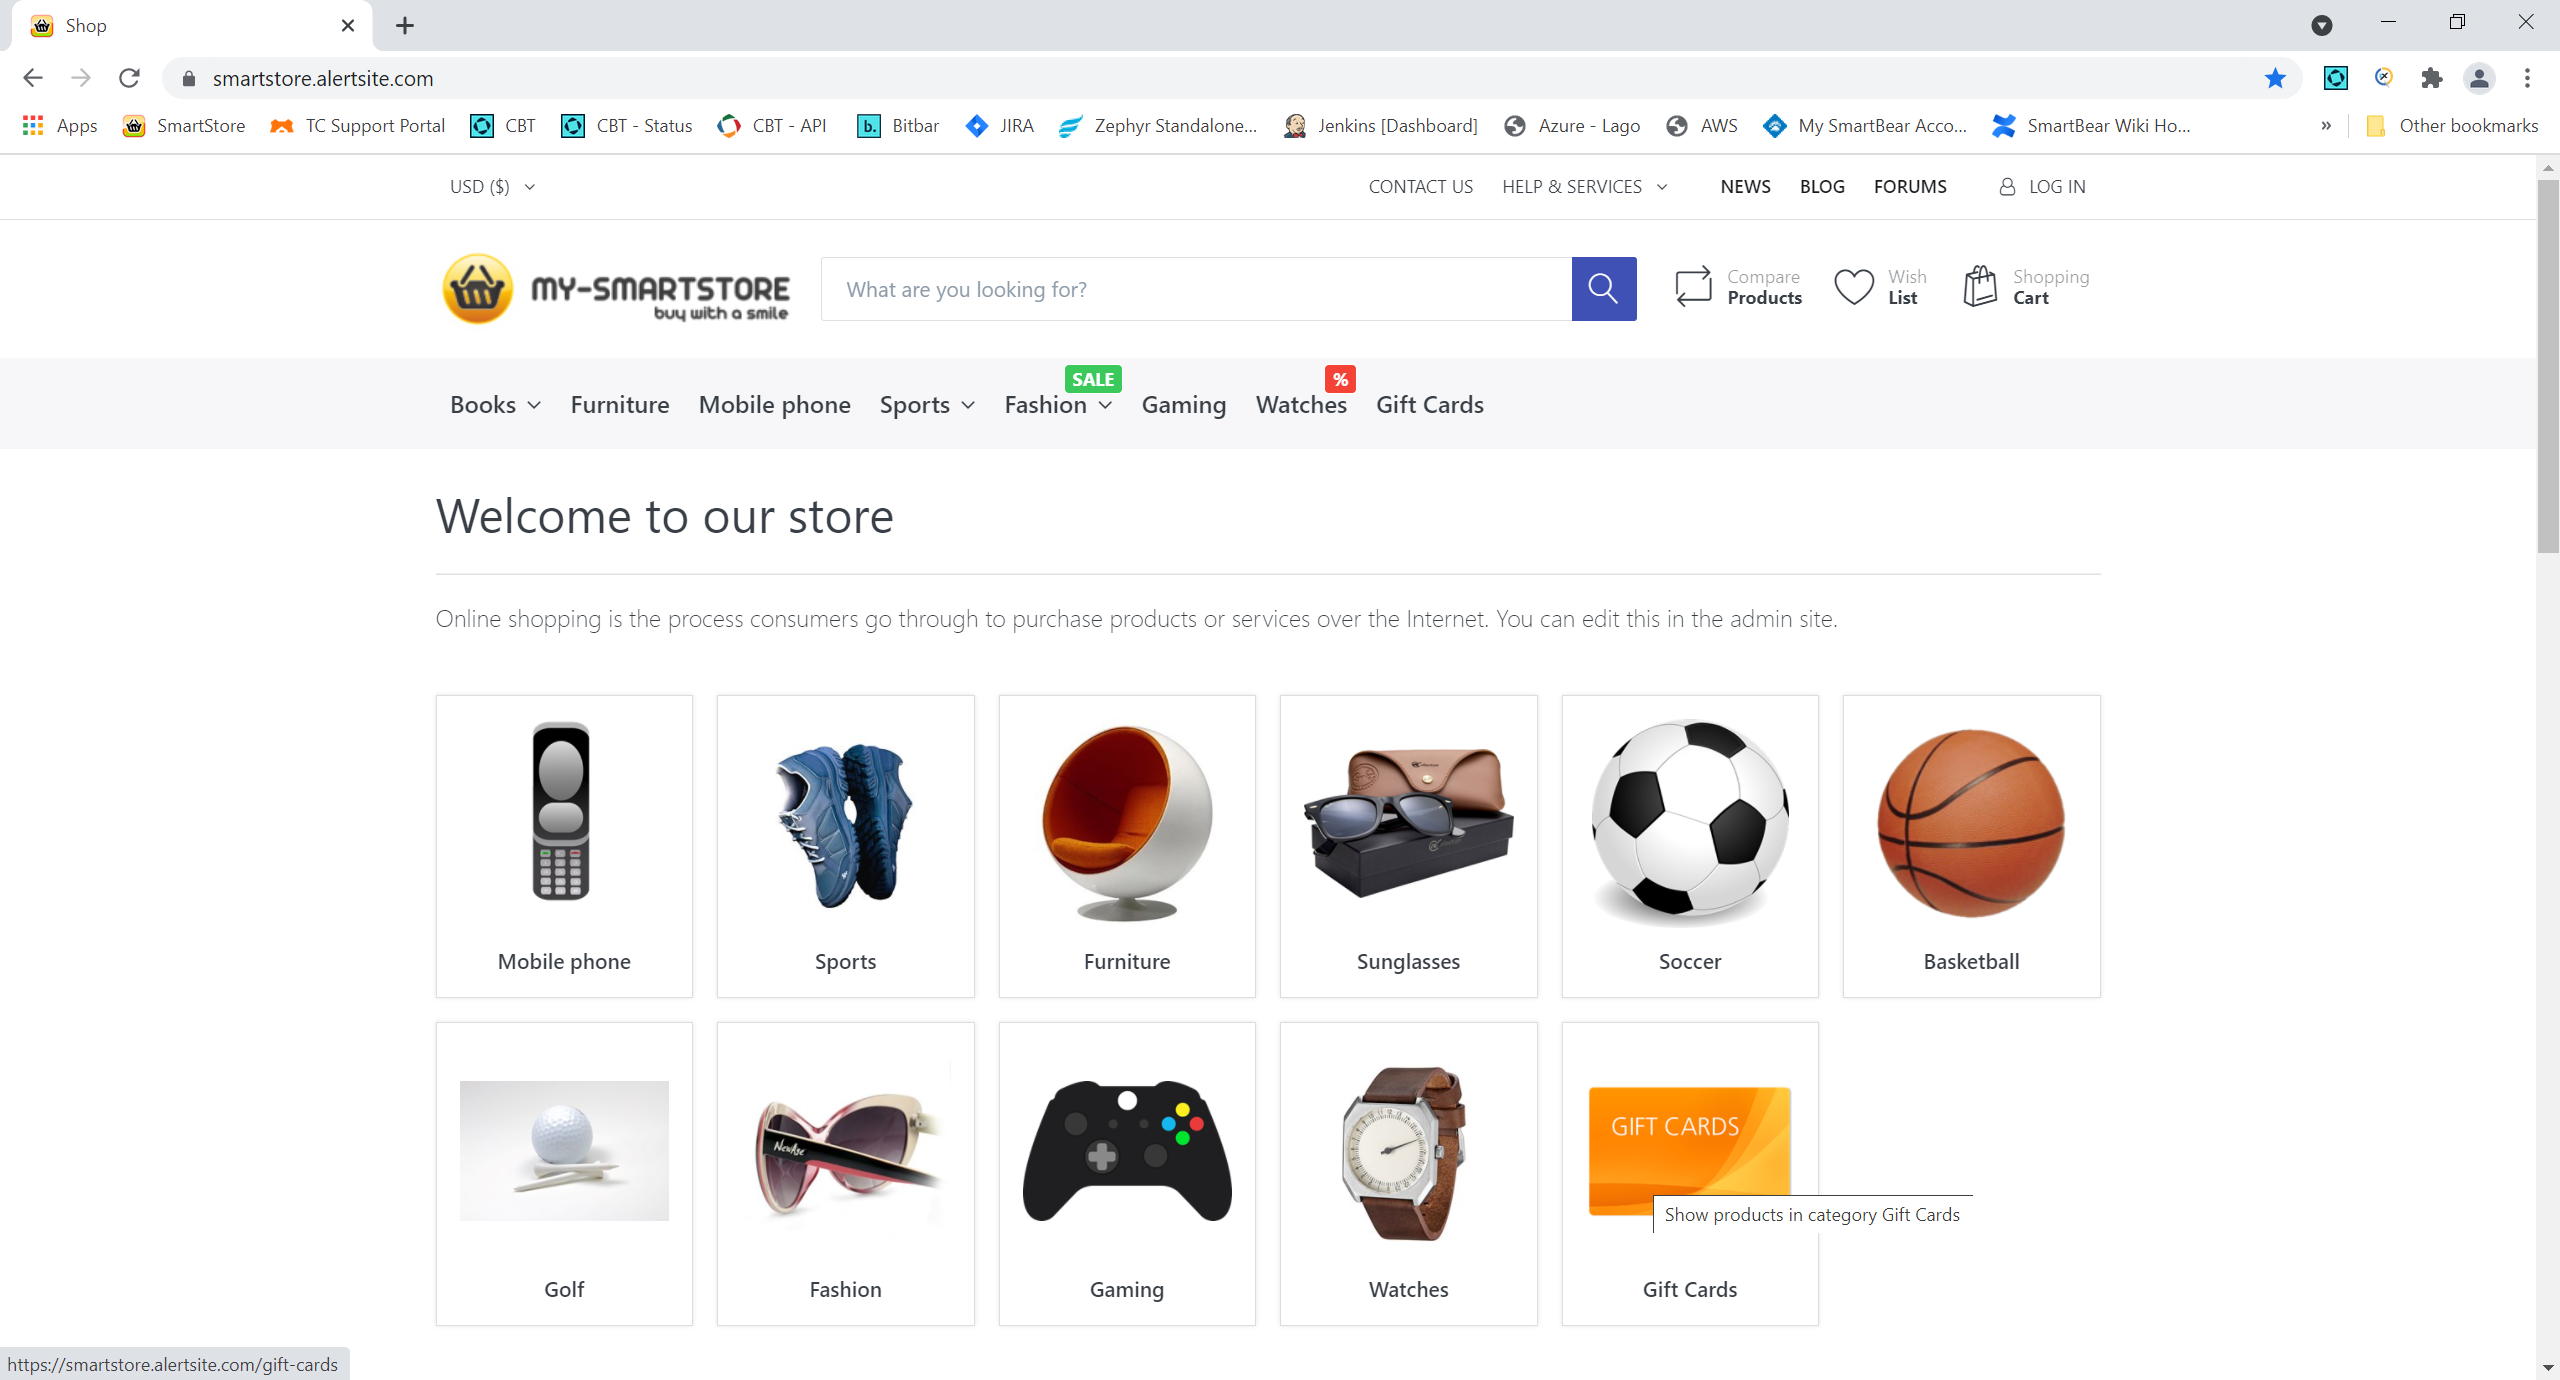 Shop
smartstore.alertsite.com
Apps SmartStore TC Support Portal CBT CBT - Status CBT - API Bitbar JIRA Zephyr Standalone... Jenkins [Dashboard] Azure - Lago AWS My SmartBear Acco... SmartBear Wiki Ho... » Other bookmarks
USD ($) CONTACT US HELP & SERVICES NEWS BLOG FORUMS LOG IN
MY-SMARTSTORE
buy with a smile
What are you looking for?
Compare
Products
Wish
List
Shopping
Cart
SALE %
Books Furniture Mobile phone Sports Fashion Gaming Watches Gift Cards
Welcome to our store
Online shopping is the process consumers go through to purchase products or services over the Internet. You can edit this in the admin site.
Mobile phone Sports Furniture Sunglasses Soccer Basketball
NewAge
GIFT CARDS
Show products in category Gift Cards
Golf Fashion Gaming Watches Gift Cards
https://smartstore.alertsite.com/gift-cards